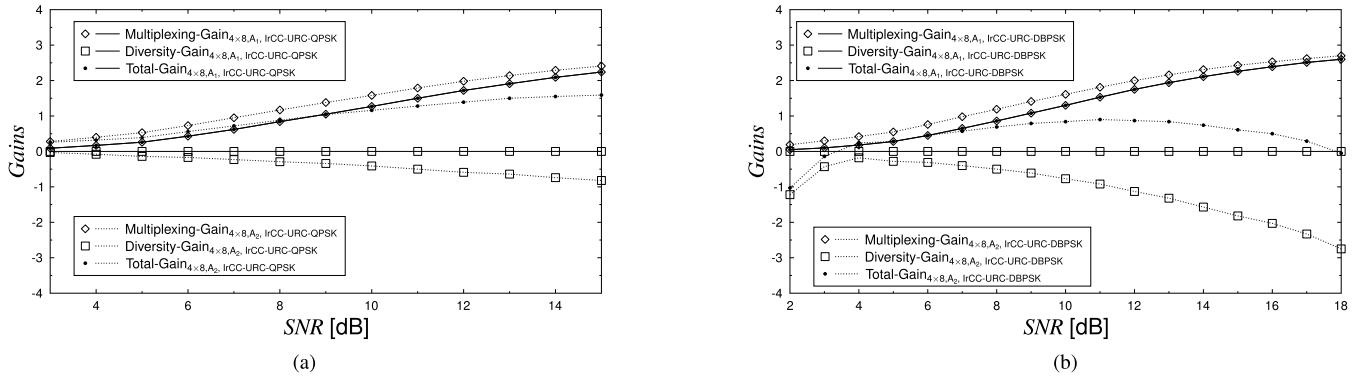 4
3
2
1
0
-1
-2
-3
-4
Gains
Multiplexing-Gain4×8,A1, IrCC-URC-QPSK
Diversity-Gain4×8,A1, IrCC-URC-QPSK
Total-Gain4×8,A1, IrCC-URC-QPSK
Multiplexing-Gain4×8,A2, IrCC-URC-QPSK
Diversity-Gain4×8,A2, IrCC-URC-QPSK
Total-Gain4×8,A2, IrCC-URC-QPSK
4 6 8 10 12 14
SNR [dB]
(a)
4
3
2
1
0
-1
-2
-3
-4
Gains
Multiplexing-Gain4×8,A1, IrCC-URC-DBPSK
Diversity-Gain4×8,A1, IrCC-URC-DBPSK
Total-Gain4×8,A1, IrCC-URC-DBPSK
Multiplexing-Gain4×8,A2, IrCC-URC-DBPSK
Diversity-Gain4×8,A2, IrCC-URC-DBPSK
Total-Gain4×8,A2, IrCC-URC-DBPSK
2 4 6 8 10 12 14 16 18
SNR [dB]
(b)